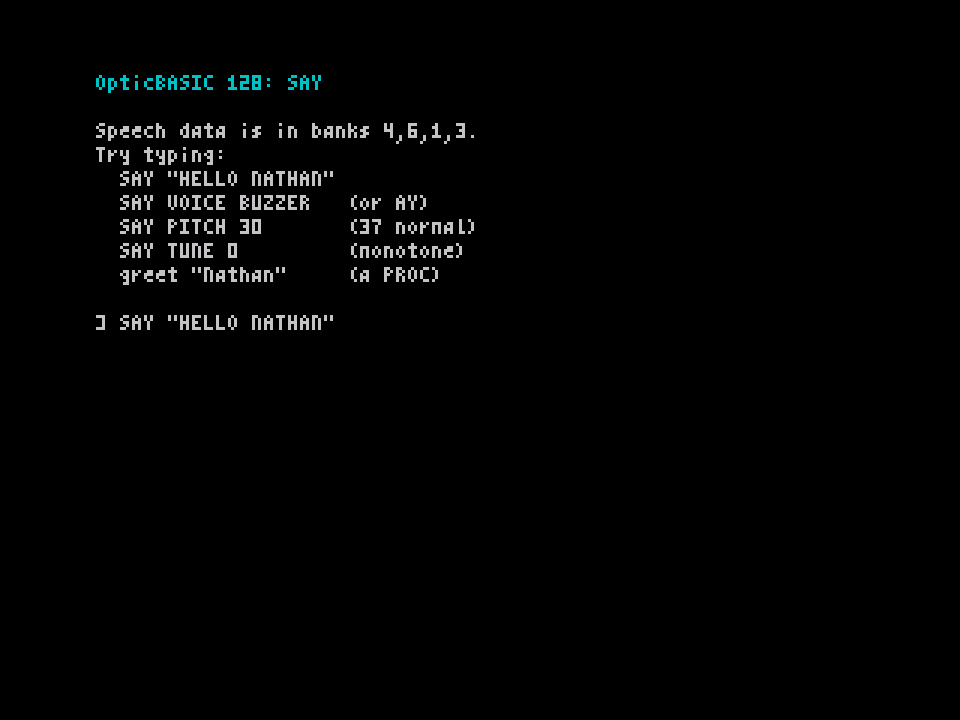 OpticBASIC 128: SAY
Speech data is in banks 4,6,1,3.
Try typing:
SAY "HELLO NATHAN"
SAY VOICE BUZZER (or AY)
SAY PITCH 30 (37 normal)
SAY TUNE 0 (monotone)
greet "Nathan" (a PROC)
] SAY "HELLO NATHAN"